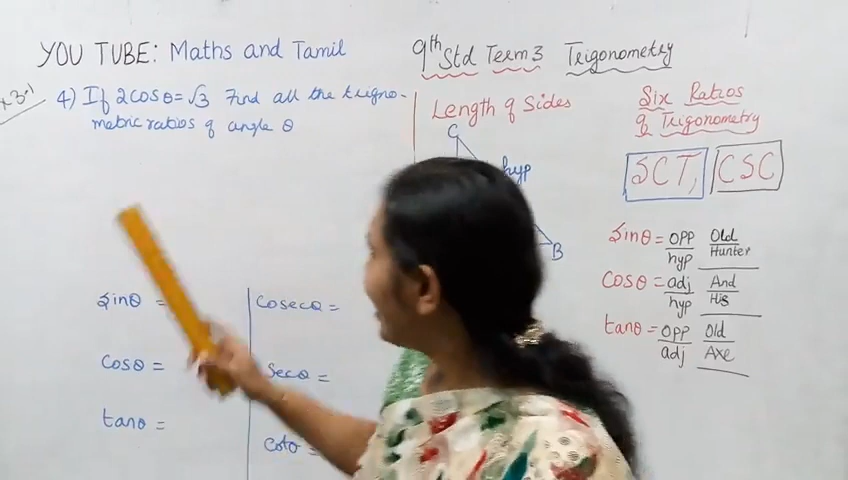 YOU TUBE: Maths and Tamil
9th Std Term 3 Trigonometry
4) If 2cosθ=√3 Find all the trigno-
metric ratios of angle θ
sinθ =
cosθ =
tanθ =
cosecθ =
secθ =
cotθ =
Length of Sides
C
hyp
B
Six Ratios
of Trigonometry
SCT, CSC
sinθ = opp/hyp Old/Hunter
cosθ = adj/hyp And/His
tanθ = opp/adj Old/Axe